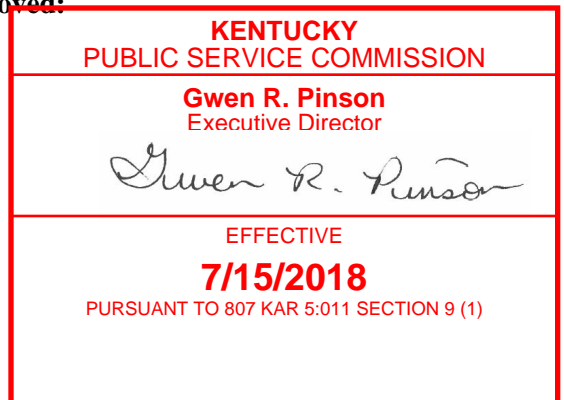 oved:
KENTUCKY
PUBLIC SERVICE COMMISSION
Gwen R. Pinson
Executive Director
Gwen R. Pinson
EFFECTIVE
7/15/2018
PURSUANT TO 807 KAR 5:011 SECTION 9 (1)